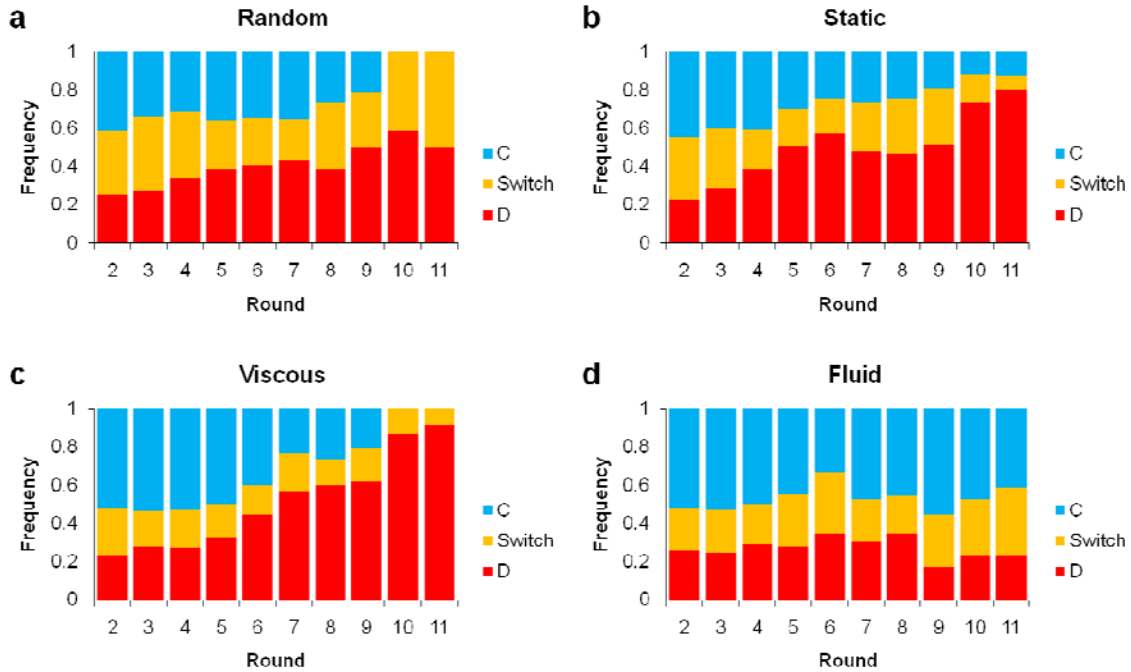 a Random
1
0.8
0.6
0.4
0.2
0
Frequency
2 3 4 5 6 7 8 9 10 11
Round
C
Switch
D
b Static
1
0.8
0.6
0.4
0.2
0
Frequency
2 3 4 5 6 7 8 9 10 11
Round
C
Switch
D
c Viscous
1
0.8
0.6
0.4
0.2
0
Frequency
2 3 4 5 6 7 8 9 10 11
Round
C
Switch
D
d Fluid
1
0.8
0.6
0.4
0.2
0
Frequency
2 3 4 5 6 7 8 9 10 11
Round
C
Switch
D